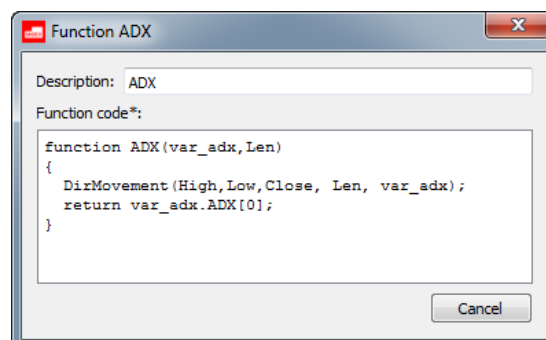 Function ADX
Description: ADX
Function code*:
function ADX(var_adx,Len)
{
DirMovement(High,Low,Close, Len, var_adx);
return var_adx.ADX[0];
}
Cancel